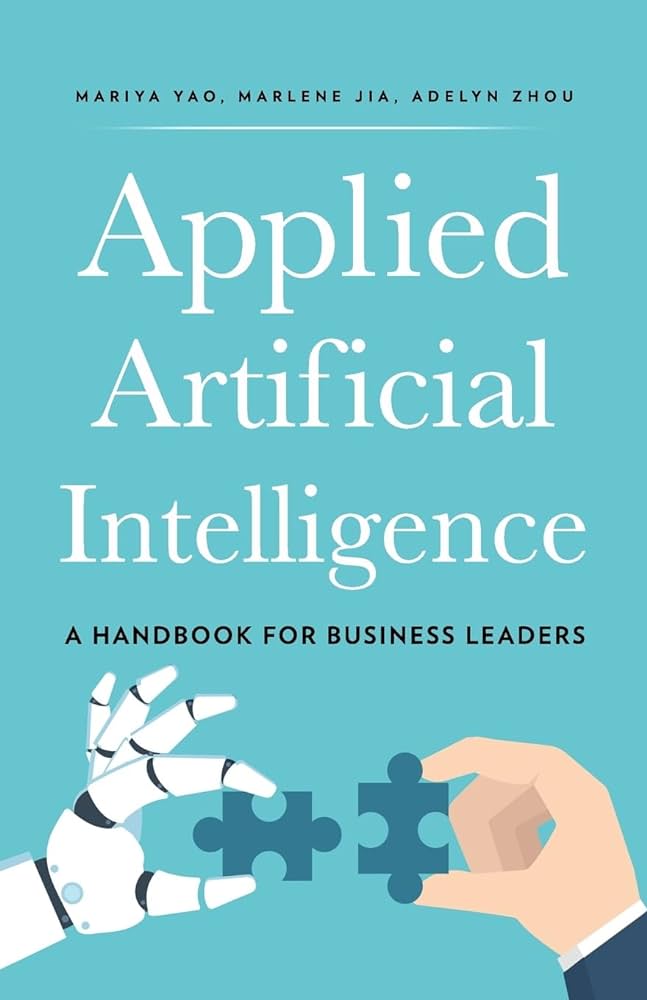 MARIYA YAO, MARLENE JIA, ADELYN ZHOU
Applied
Artificial
Intelligence
A HANDBOOK FOR BUSINESS LEADERS